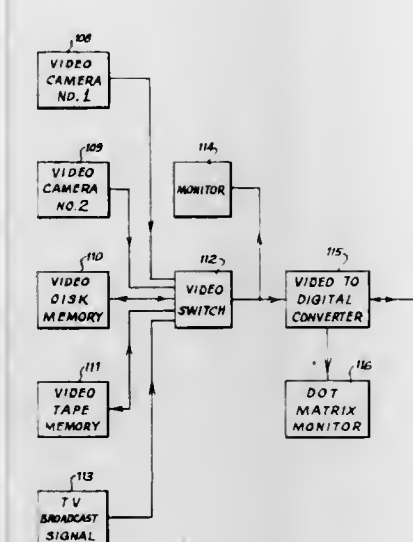 108
VIDEO
CAMERA
NO. 1
109
VIDEO
CAMERA
NO. 2
114
MONITOR
110
VIDEO
DISK
MEMORY
112
VIDEO
SWITCH
115
VIDEO TO
DIGITAL
CONVERTER
111
VIDEO
TAPE
MEMORY
116
DOT
MATRIX
MONITOR
113
TV
BROADCAST
SIGNAL